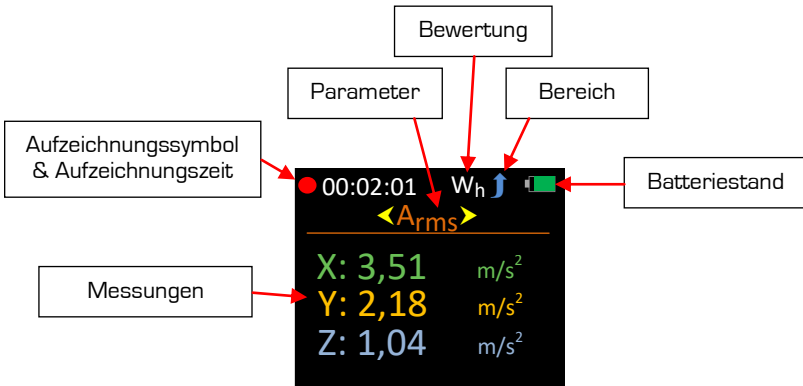 Bewertung
Parameter
Bereich
Aufzeichnungssymbol
& Aufzeichnungszeit
Batteriestand
Messungen
00:02:01 Wh
<Arms>
X: 3,51 m/s²
Y: 2,18 m/s²
Z: 1,04 m/s²